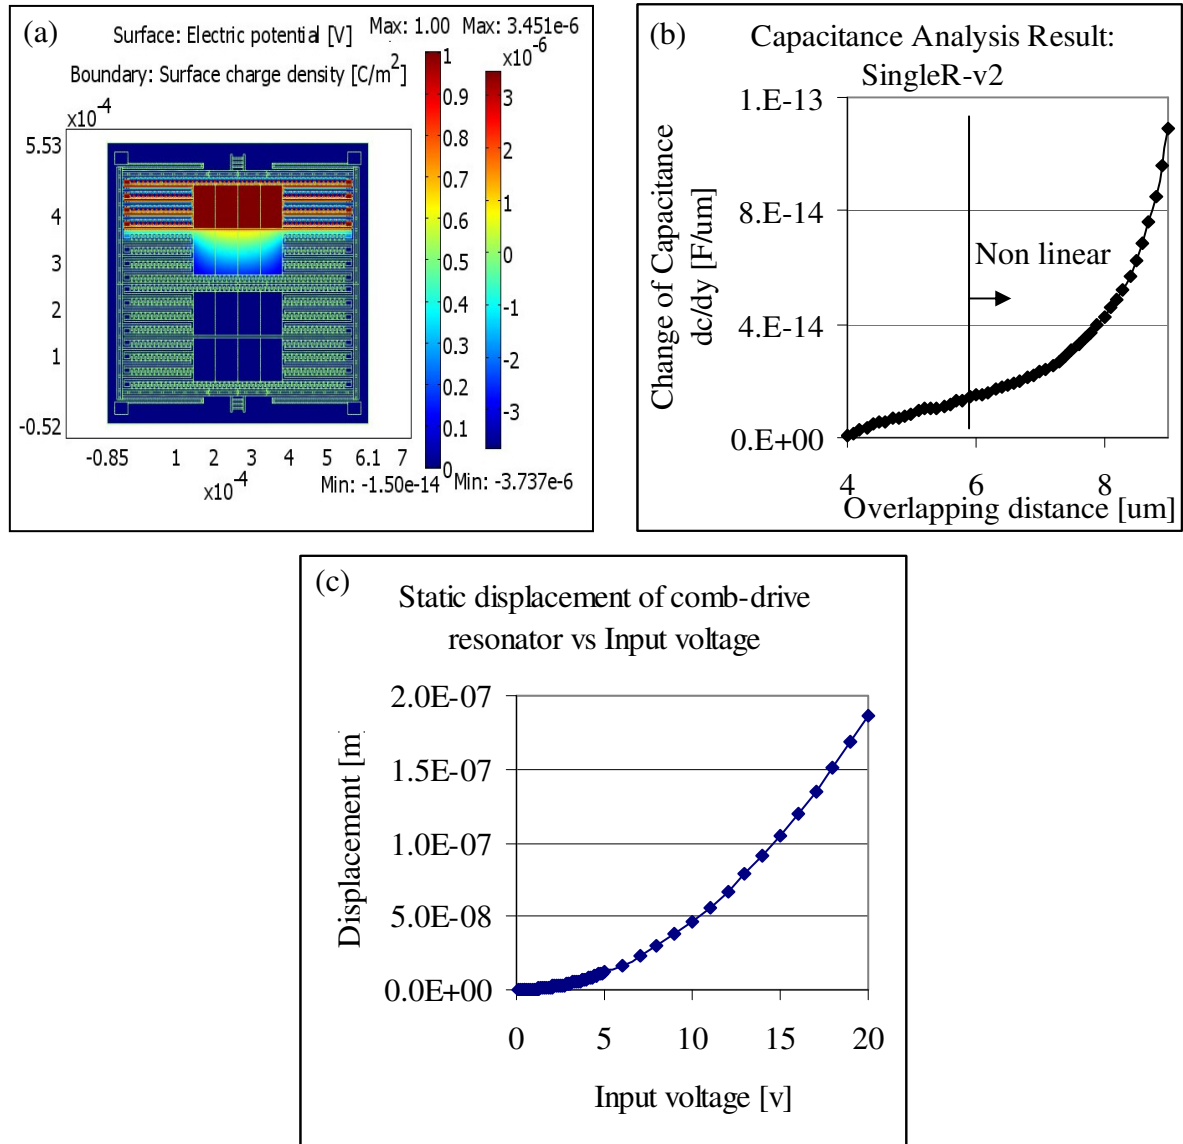 (a)
Surface: Electric potential [V]
Max: 1.00 Max: 3.451e-6
Boundary: Surface charge density [C/m²]
x10⁻⁶
x10⁻⁴
5.53
4
3
2
1
-0.52
-0.85 1 2 3 4 5 6.1 7
x10⁻⁴
1
0.9
0.8
0.7
0.6
0.5
0.4
0.3
0.2
0.1
0
3
2
1
0
-1
-2
-3
Min: -1.50e-14 Min: -3.737e-6
(b)
Capacitance Analysis Result:
SingleR-v2
Change of Capacitance
dc/dy [F/um]
1.E-13
8.E-14
4.E-14
0.E+00
Non linear
4 6 8
Overlapping distance [um]
(c)
Static displacement of comb-drive
resonator vs Input voltage
Displacement [m]
2.0E-07
1.5E-07
1.0E-07
5.0E-08
0.0E+00
0 5 10 15 20
Input voltage [v]